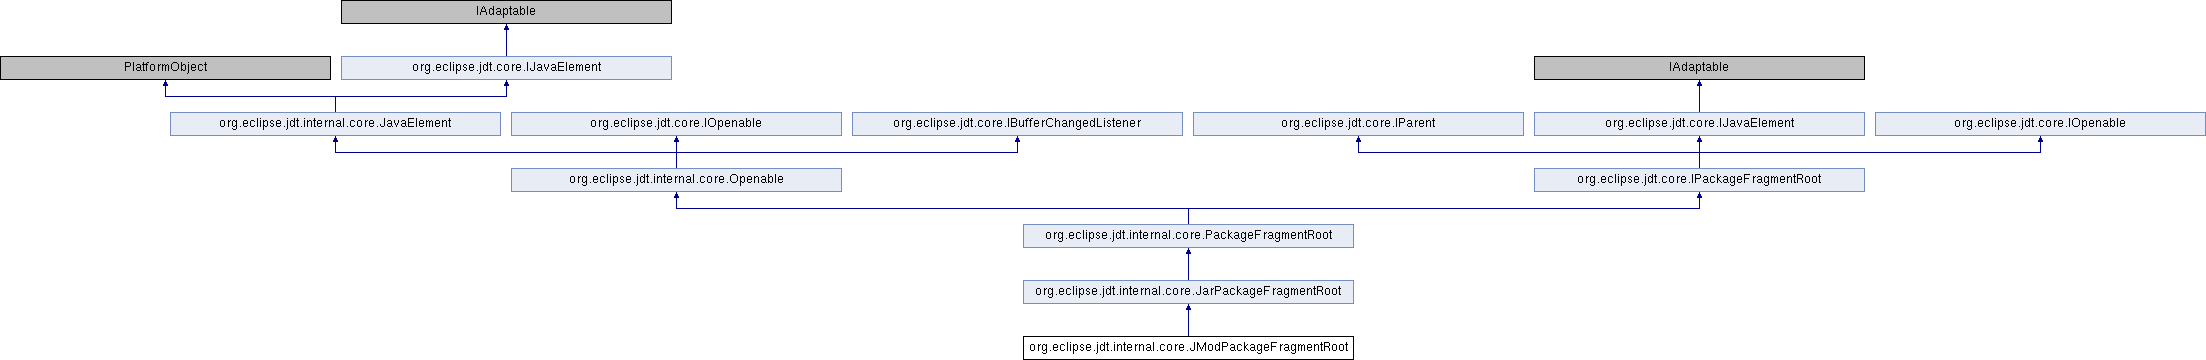 IAdaptable
PlatformObject
org.eclipse.jdt.core.IJavaElement
IAdaptable
org.eclipse.jdt.internal.core.JavaElement
org.eclipse.jdt.core.IOpenable
org.eclipse.jdt.core.IBufferChangedListener
org.eclipse.jdt.core.IParent
org.eclipse.jdt.core.IJavaElement
org.eclipse.jdt.core.IOpenable
org.eclipse.jdt.internal.core.Openable
org.eclipse.jdt.core.IPackageFragmentRoot
org.eclipse.jdt.internal.core.PackageFragmentRoot
org.eclipse.jdt.internal.core.JarPackageFragmentRoot
org.eclipse.jdt.internal.core.JModPackageFragmentRoot